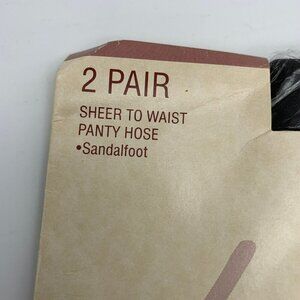 2 PAIR
SHEER TO WAIST
PANTY HOSE
•Sandalfoot